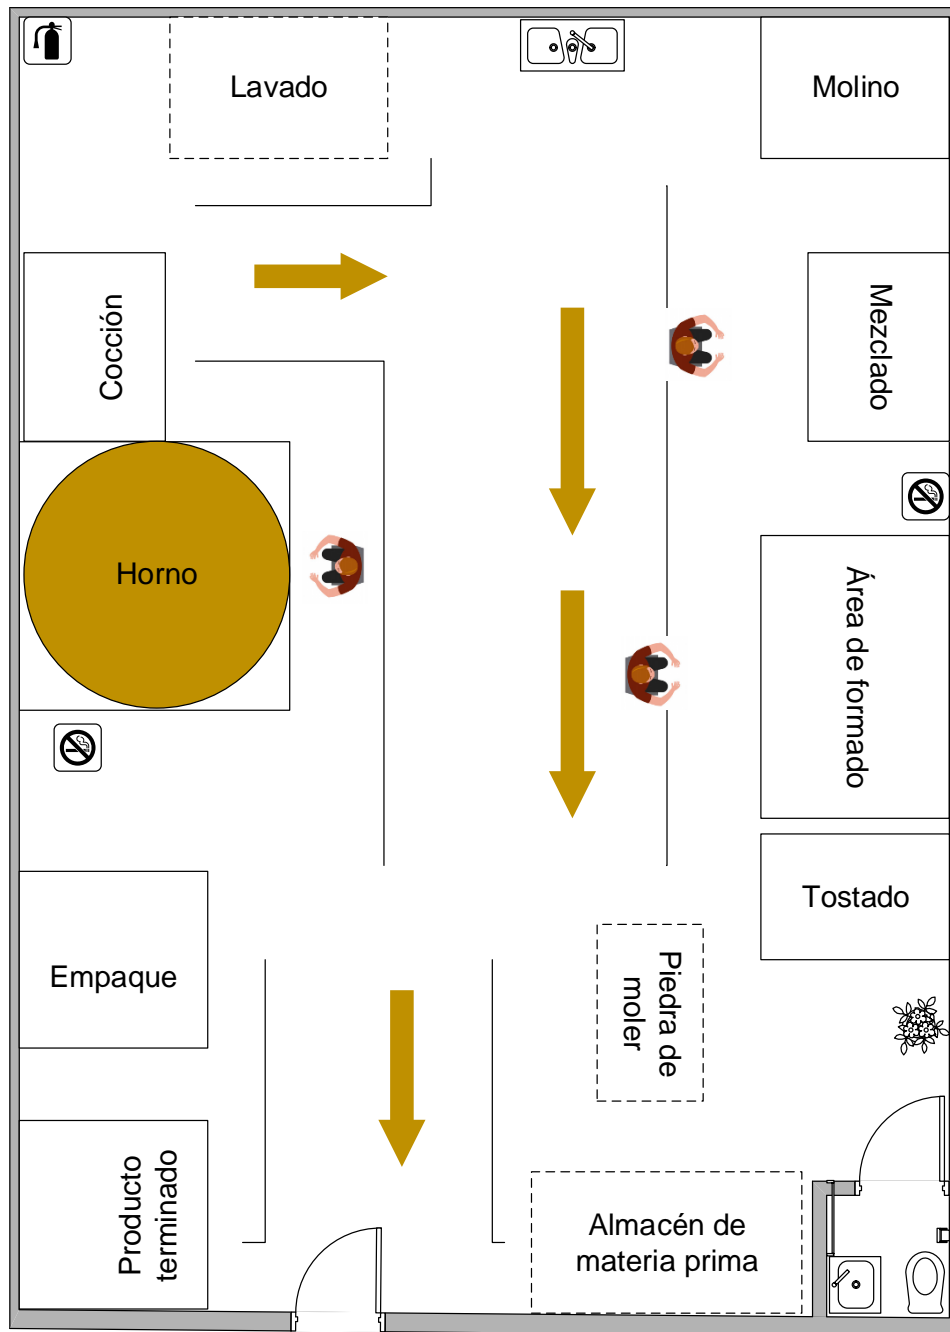 Lavado
Molino
Cocción
Mezclado
Horno
Área de formado
Tostado
Empaque
Piedra de
moler
Producto
terminado
Almacén de
materia prima